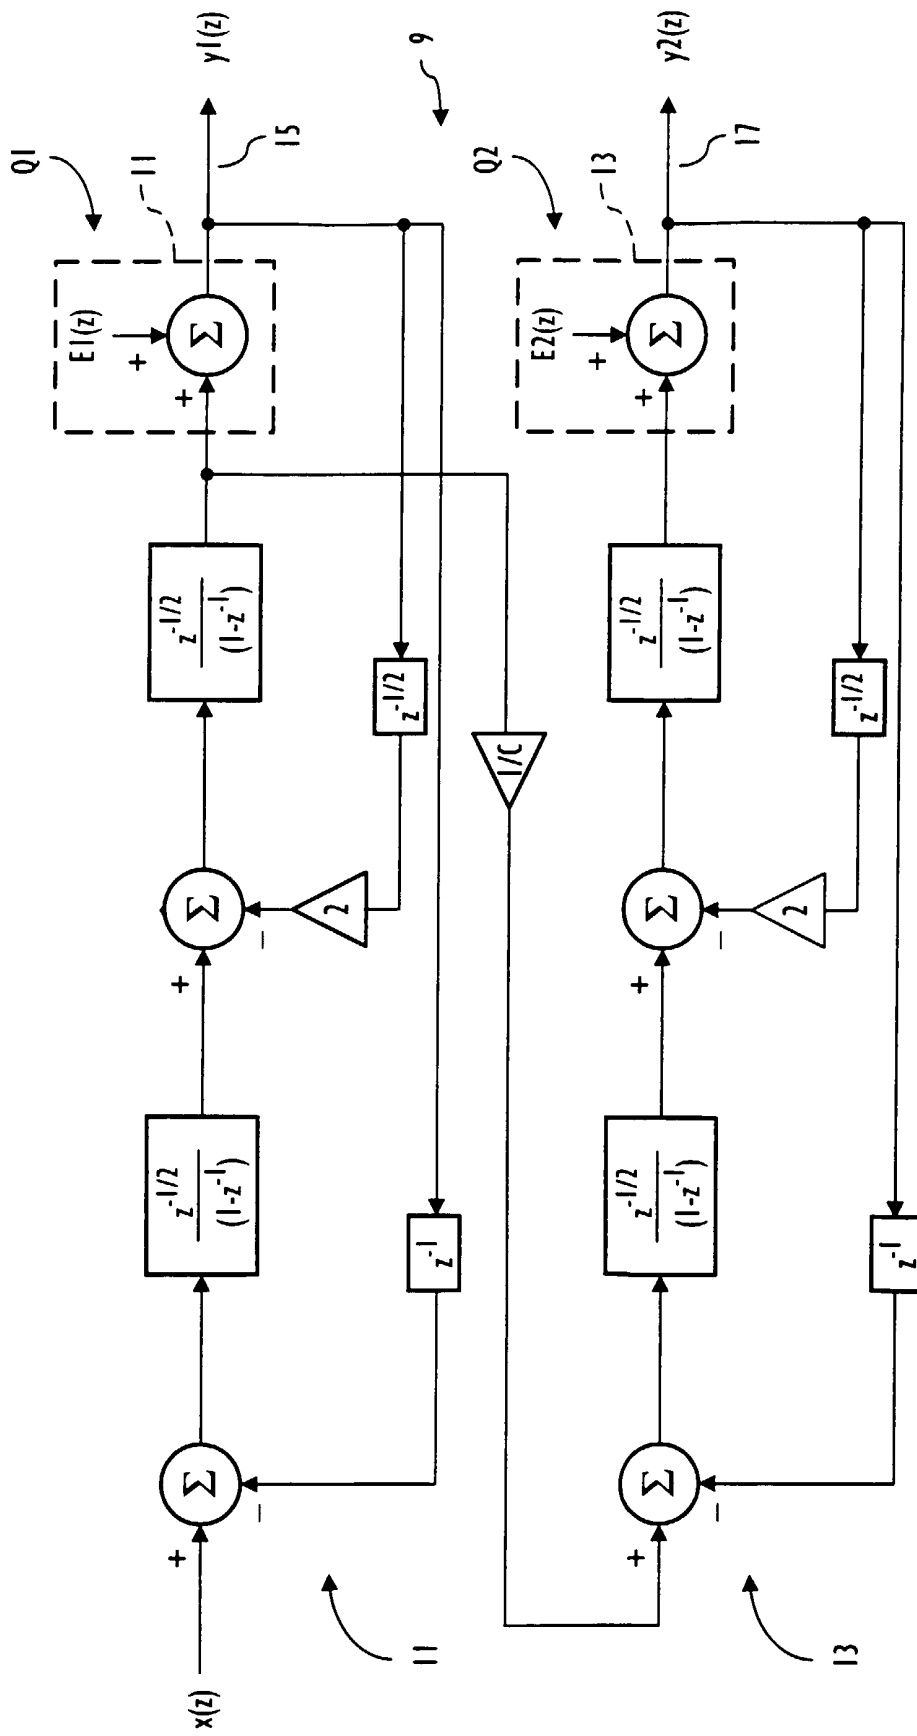 Q1
11
E1(z)
+
+
Σ
y1(z)
15
x(z)
+
Σ
−
z^-1/2
(1-z^-1)
+
Σ
−
z^-1/2
(1-z^-1)
2
z^-1/2
z^-1
11
1/C
9
Q2
13
E2(z)
+
+
Σ
y2(z)
17
+
Σ
−
z^-1/2
(1-z^-1)
+
Σ
−
z^-1/2
(1-z^-1)
2
z^-1/2
z^-1
13